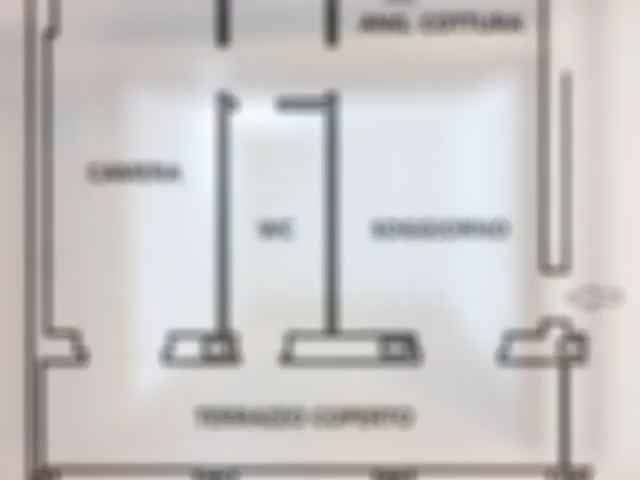 ANG. COTTURA
CAMERA
WC
SOGGIORNO
TERRAZZO COPERTO